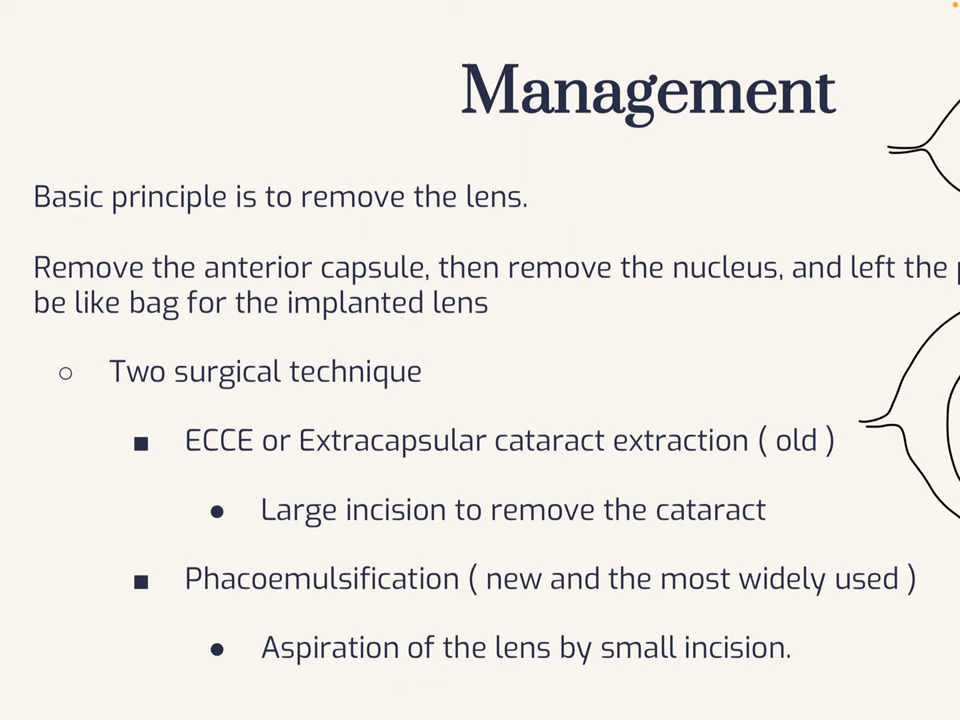 Management
Basic principle is to remove the lens.
Remove the anterior capsule, then remove the nucleus, and left the
be like bag for the implanted lens
○ Two surgical technique
■ ECCE or Extracapsular cataract extraction ( old )
● Large incision to remove the cataract
■ Phacoemulsification ( new and the most widely used )
● Aspiration of the lens by small incision.